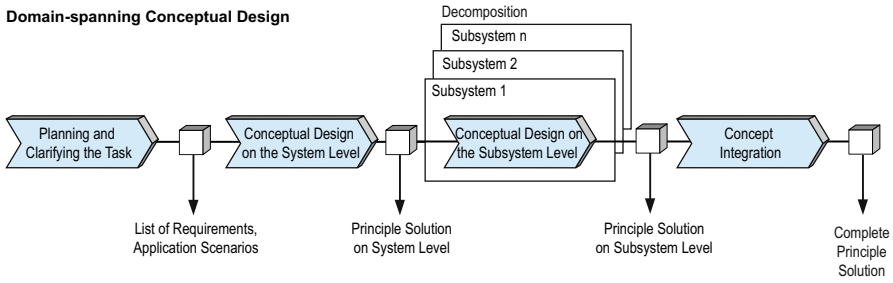 Domain-spanning Conceptual Design
Decomposition
Subsystem n
Subsystem 2
Subsystem 1
Planning and
Clarifying the Task
Conceptual Design
on the System Level
Conceptual Design on
the Subsystem Level
Concept
Integration
List of Requirements,
Application Scenarios
Principle Solution
on System Level
Principle Solution
on Subsystem Level
Complete
Principle
Solution